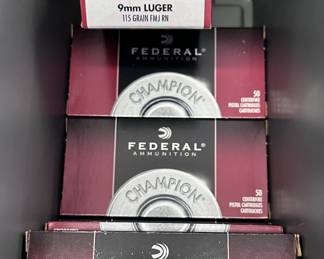 9mm LUGER
115 GRAIN FMJ RN
FEDERAL
AMMUNITION
CHAMPION
50
CENTERFIRE
PISTOL CARTRIDGES
CARTOUCHES
FEDERAL
AMMUNITION
CHAMPION
50
CENTERFIRE
PISTOL CARTRIDGES
CARTOUCHES